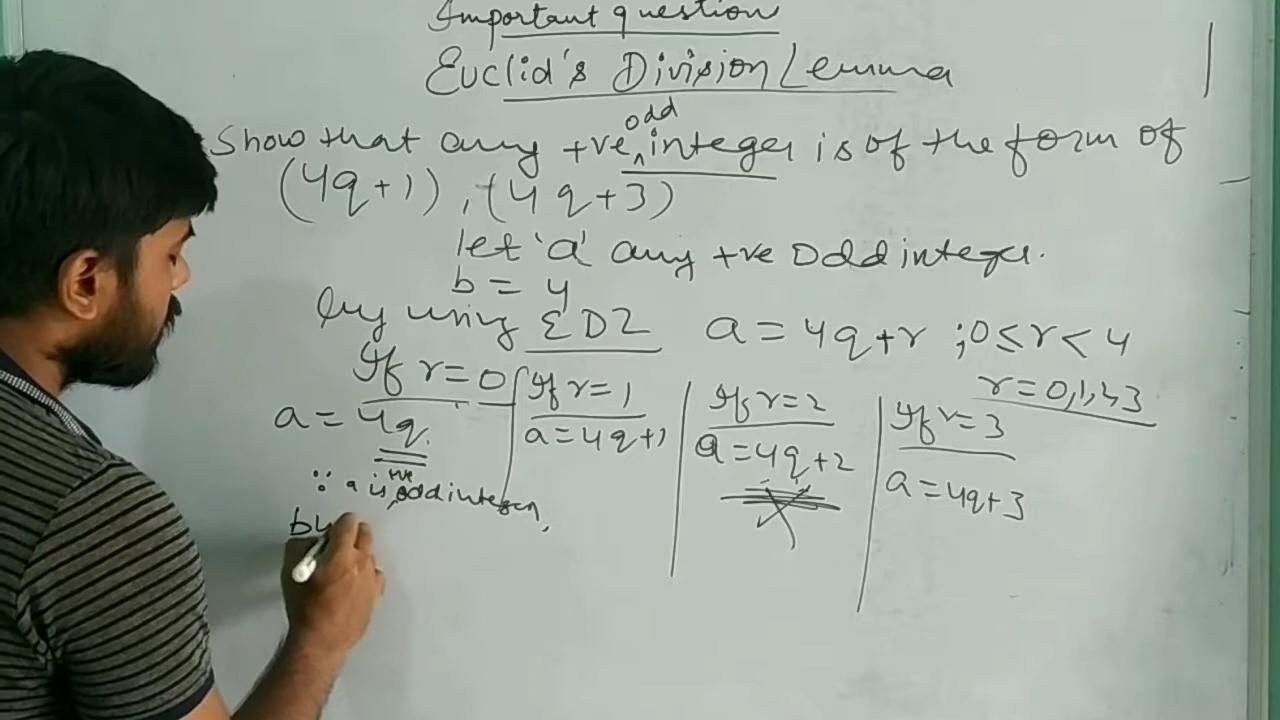 Important question
Euclid's Division Lemma
Show that any +ve odd integer is of the form of
(4q+1), (4q+3)
let 'a' any +ve odd integer.
b = 4
by using EDL a = 4q+r ; 0≤r<4
r=0,1,2,3
If r=0
a=4q.
∵ a is +ve odd integer,
by
If r=1
a=4q+1
If r=2
a=4q+2
If r=3
a=4q+3